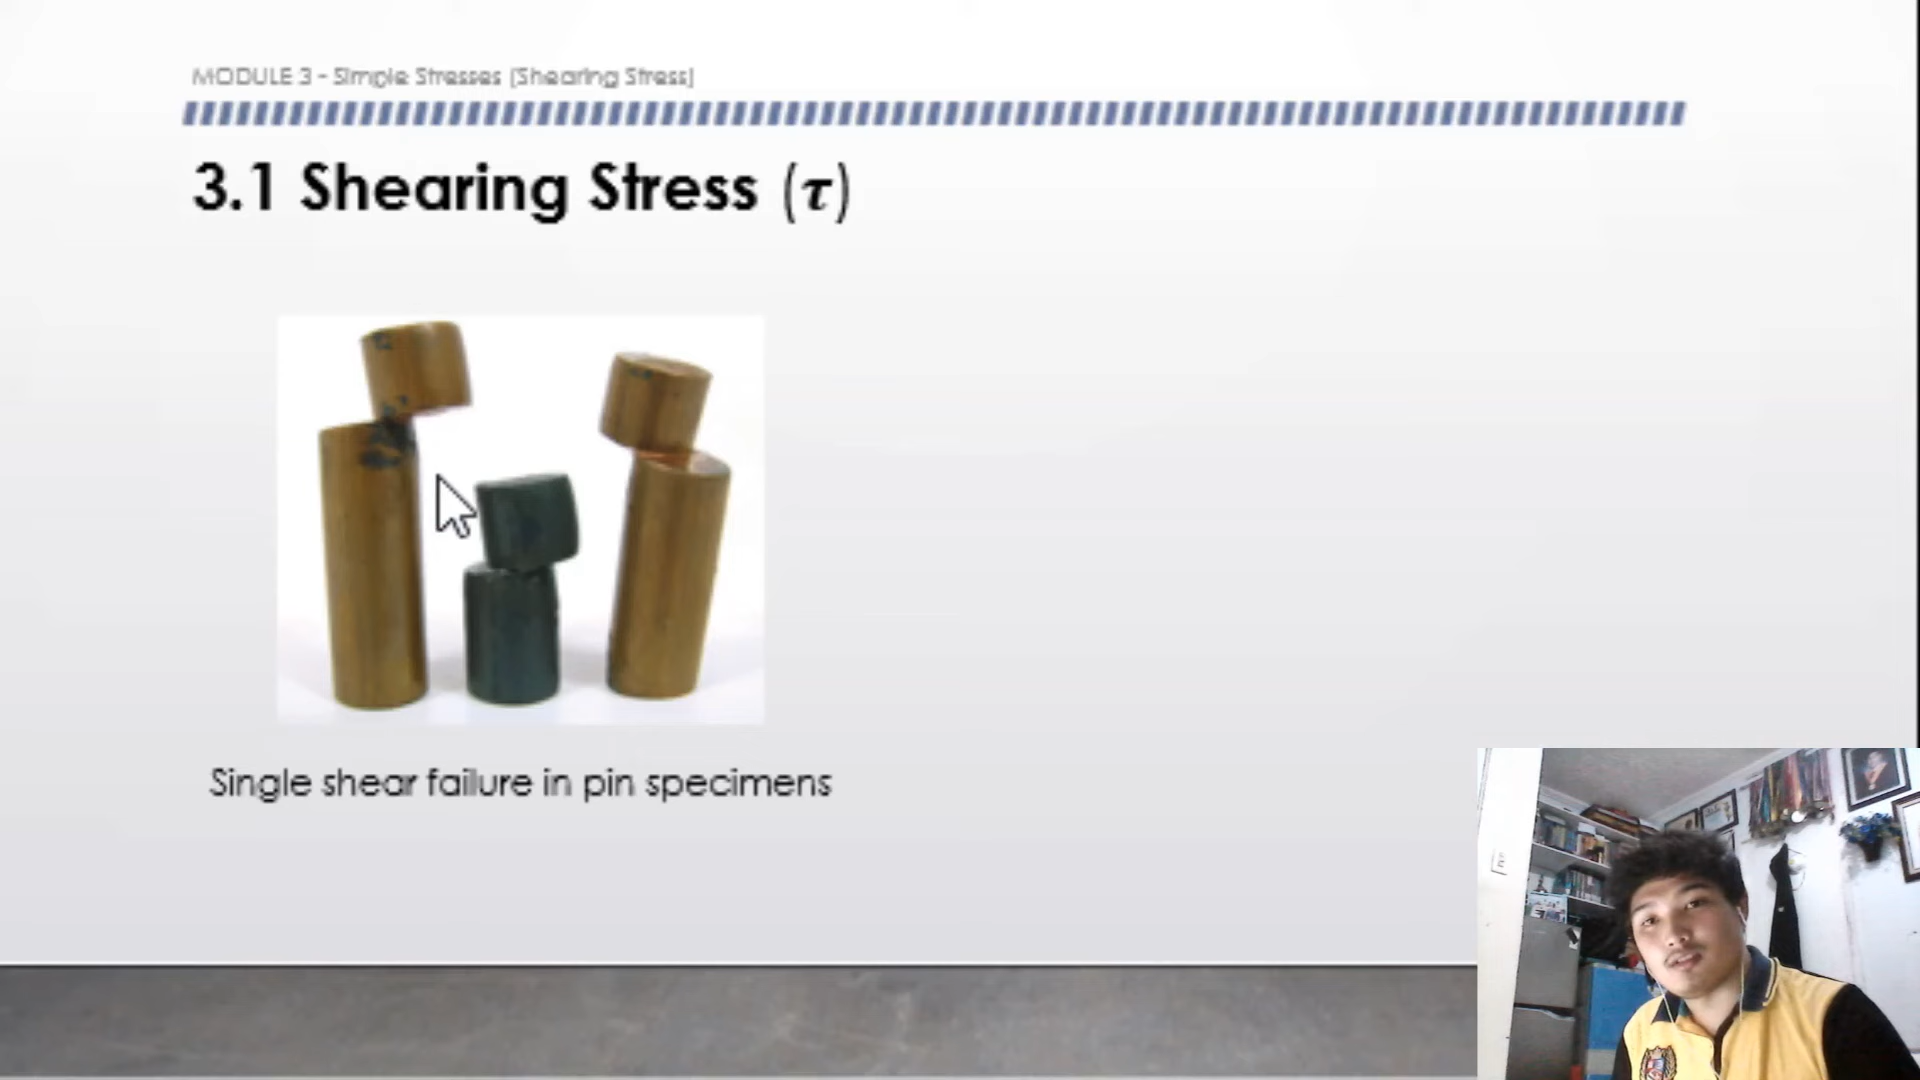 MODULE 3 - Simple Stresses (Shearing Stress)
3.1 Shearing Stress (τ)
Single shear failure in pin specimens